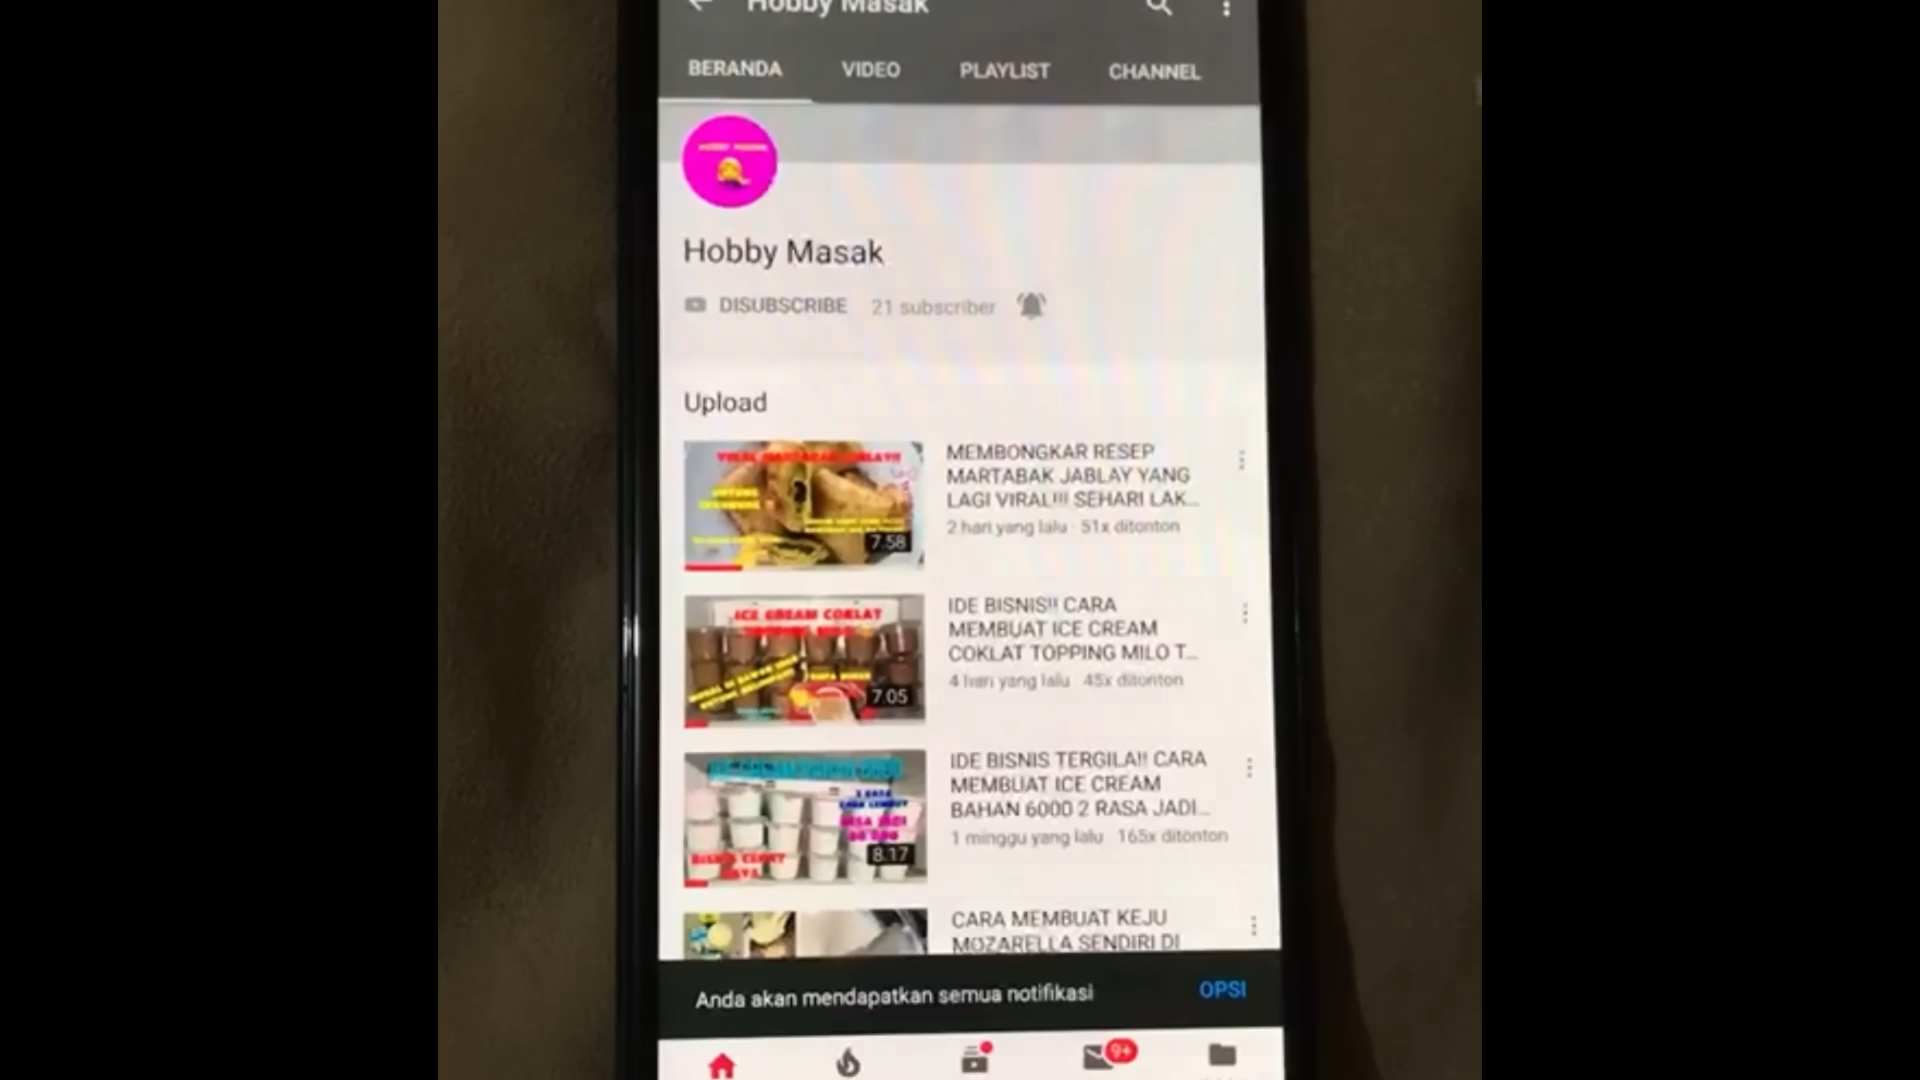 Hobby Masak
BERANDA VIDEO PLAYLIST CHANNEL
Hobby Masak
DISUBSCRIBE 21 subscriber
Upload
MEMBONGKAR RESEP
MARTABAK JABLAY YANG
LAGI VIRAL!!! SEHARI LAK...
2 hari yang lalu · 51x ditonton
7.58
ICE CREAM COKLAT
7.05
IDE BISNIS!! CARA
MEMBUAT ICE CREAM
COKLAT TOPPING MILO T...
4 hari yang lalu · 45x ditonton
8.17
IDE BISNIS TERGILA!! CARA
MEMBUAT ICE CREAM
BAHAN 6000 2 RASA JADI...
1 minggu yang lalu · 165x ditonton
CARA MEMBUAT KEJU
MOZARELLA SENDIRI DI
Anda akan mendapatkan semua notifikasi OPSI
9+